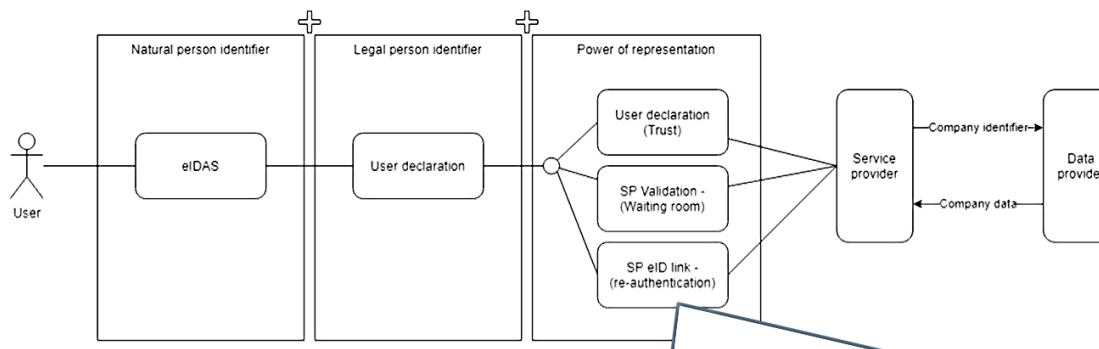 Natural person identifier
Legal person identifier
Power of representation
User
eIDAS
User declaration
User declaration
(Trust)
SP Validation -
(Waiting room)
SP eID link -
(re-authentication)
Service
provider
Company identifier
Company data
Data
provide